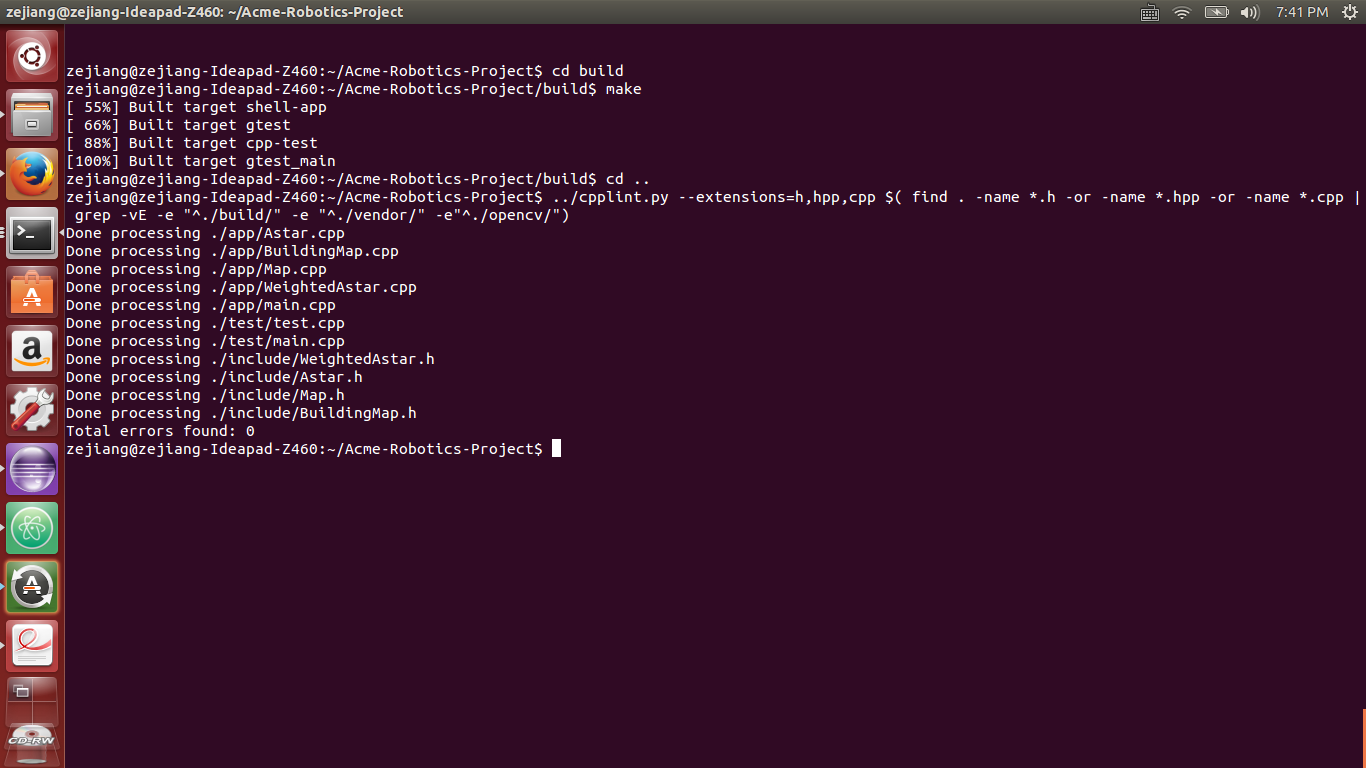 zejiang@zejiang-Ideapad-Z460: ~/Acme-Robotics-Project
7:41 PM
zejiang@zejiang-Ideapad-Z460:~/Acme-Robotics-Project$ cd build
zejiang@zejiang-Ideapad-Z460:~/Acme-Robotics-Project/build$ make
[ 55%] Built target shell-app
[ 66%] Built target gtest
[ 88%] Built target cpp-test
[100%] Built target gtest_main
zejiang@zejiang-Ideapad-Z460:~/Acme-Robotics-Project/build$ cd ..
zejiang@zejiang-Ideapad-Z460:~/Acme-Robotics-Project$ ../cpplint.py --extensions=h,hpp,cpp $( find . -name *.h -or -name *.hpp -or -name *.cpp |
 grep -vE -e "^./build/" -e "^./vendor/" -e"^./opencv/")
Done processing ./app/Astar.cpp
Done processing ./app/BuildingMap.cpp
Done processing ./app/Map.cpp
Done processing ./app/WeightedAstar.cpp
Done processing ./app/main.cpp
Done processing ./test/test.cpp
Done processing ./test/main.cpp
Done processing ./include/WeightedAstar.h
Done processing ./include/Astar.h
Done processing ./include/Map.h
Done processing ./include/BuildingMap.h
Total errors found: 0
zejiang@zejiang-Ideapad-Z460:~/Acme-Robotics-Project$
a
CD-RW